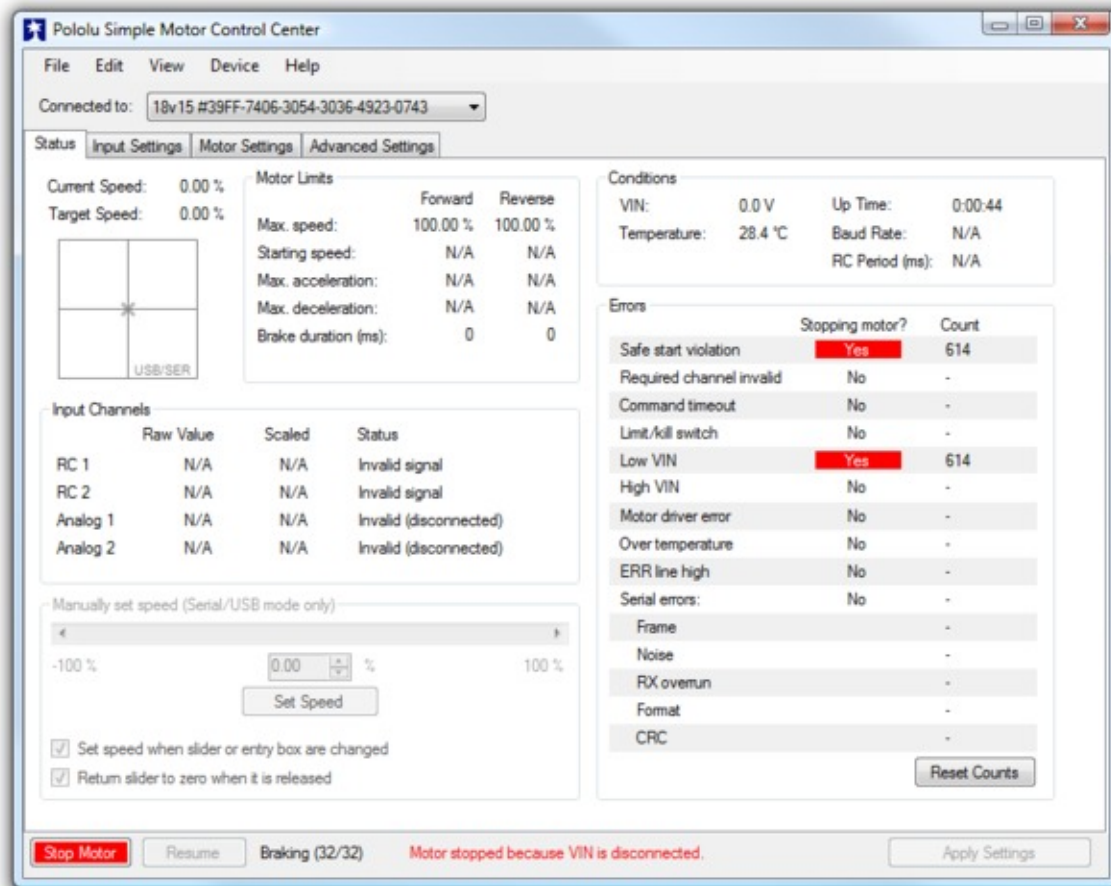 Pololu Simple Motor Control Center
File Edit View Device Help
Connected to: 18v15 #39FF-7406-3054-3036-4923-0743
Status Input Settings Motor Settings Advanced Settings
Current Speed: 0.00 %
Target Speed: 0.00 %
USB/SER
Motor Limits
Forward Reverse
Max. speed: 100.00 % 100.00 %
Starting speed: N/A N/A
Max. acceleration: N/A N/A
Max. deceleration: N/A N/A
Brake duration (ms): 0 0
Input Channels
Raw Value Scaled Status
RC 1 N/A N/A Invalid signal
RC 2 N/A N/A Invalid signal
Analog 1 N/A N/A Invalid (disconnected)
Analog 2 N/A N/A Invalid (disconnected)
Manually set speed (Serial/USB mode only)
-100 % 0.00 % 100 %
Set Speed
Set speed when slider or entry box are changed
Return slider to zero when it is released
Conditions
VIN: 0.0 V Up Time: 0:00:44
Temperature: 28.4 °C Baud Rate: N/A
RC Period (ms): N/A
Errors
Stopping motor? Count
Safe start violation Yes 614
Required channel invalid No -
Command timeout No -
Limit/kill switch No -
Low VIN Yes 614
High VIN No -
Motor driver error No -
Over temperature No -
ERR line high No -
Serial errors: No -
Frame -
Noise -
RX overrun -
Format -
CRC -
Reset Counts
Stop Motor Resume Braking (32/32) Motor stopped because VIN is disconnected. Apply Settings